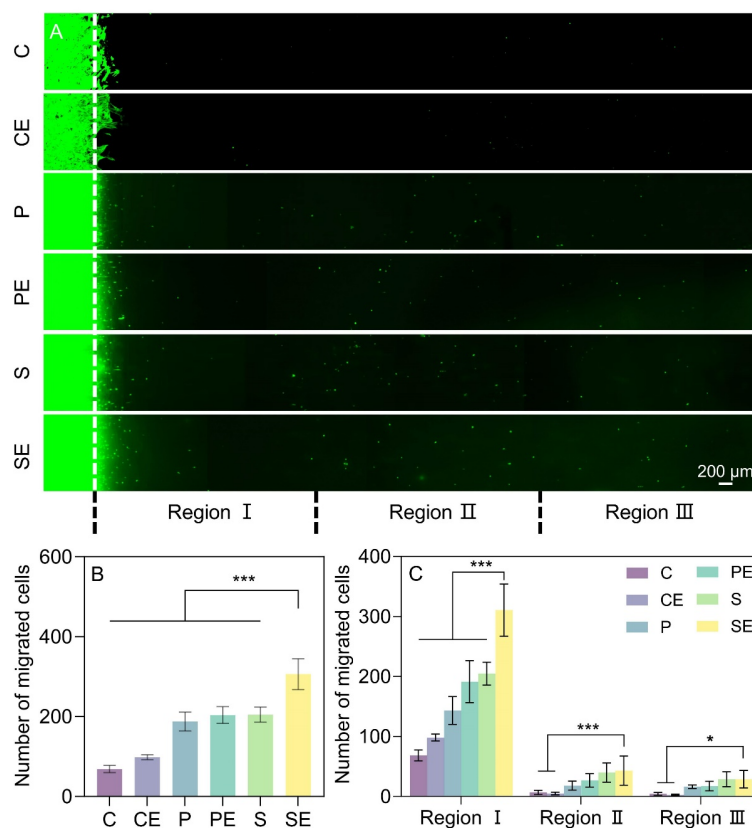 A
C
CE
P
PE
S
SE
200 μm
Region Ⅰ
Region Ⅱ
Region Ⅲ
B
Number of migrated cells
600
400
200
0
***
C
CE
P
PE
S
SE
C
Number of migrated cells
400
300
200
100
0
***
***
*
C
PE
CE
S
P
SE
Region Ⅰ
Region Ⅱ
Region Ⅲ